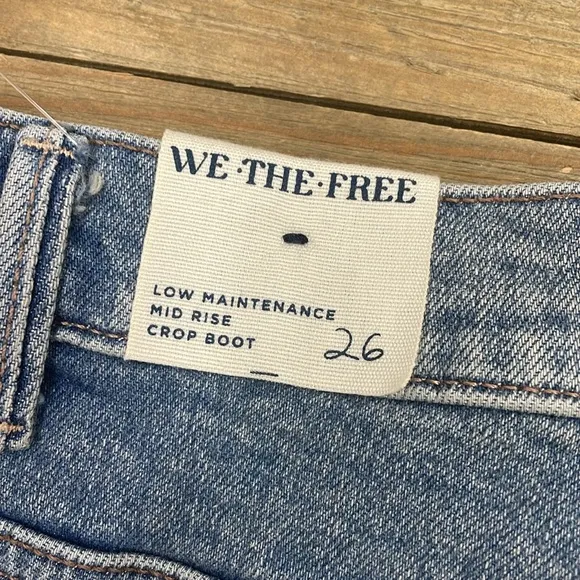 WE·THE·FREE
LOW MAINTENANCE
MID RISE
CROP BOOT 26